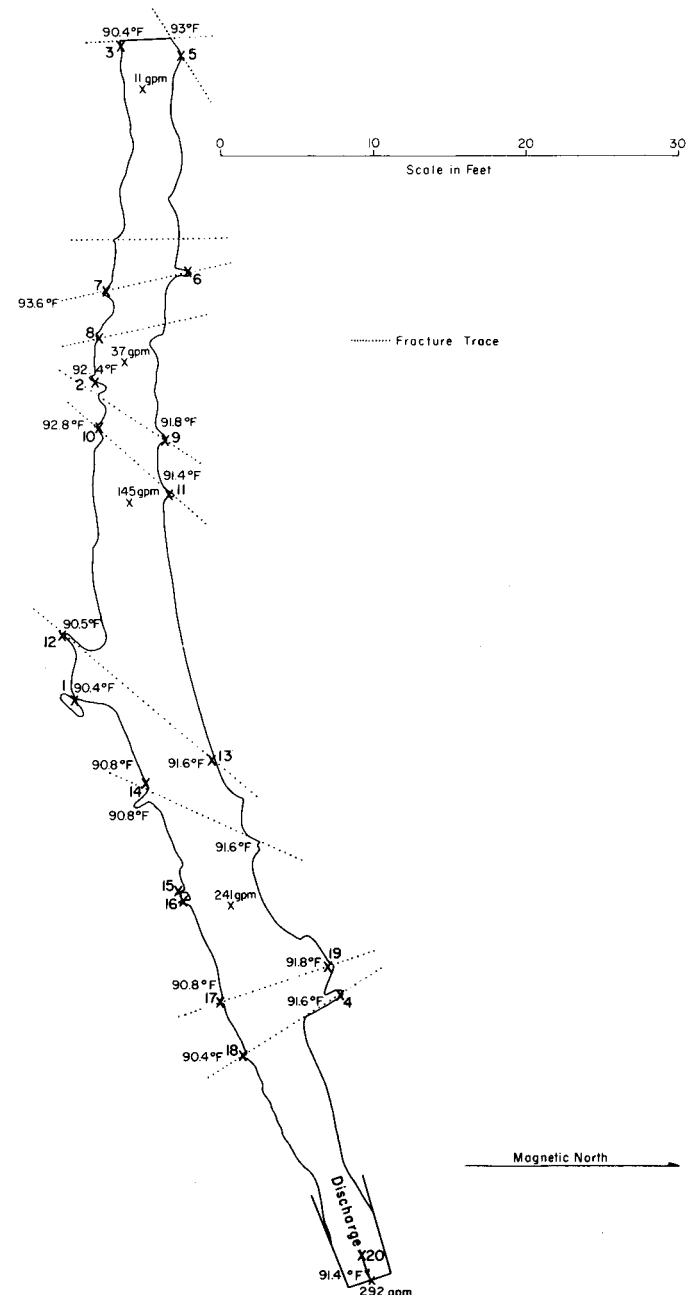 90.4°F
93°F
3
5
11 gpm
0 10 20 30
Scale in Feet
7
6
93.6°F
8
37 gpm
Fracture Trace
92.4°F
2
92.8°F
10
91.8°F
9
91.4°F
145 gpm
11
90.5°F
12
1
90.4°F
13
91.6°F
90.8°F
14
90.8°F
91.6°F
15
16
241 gpm
19
91.8°F
90.8°F
17
91.6°F
4
90.4°F
18
Magnetic North
Discharge
20
91.4°F
292 gpm